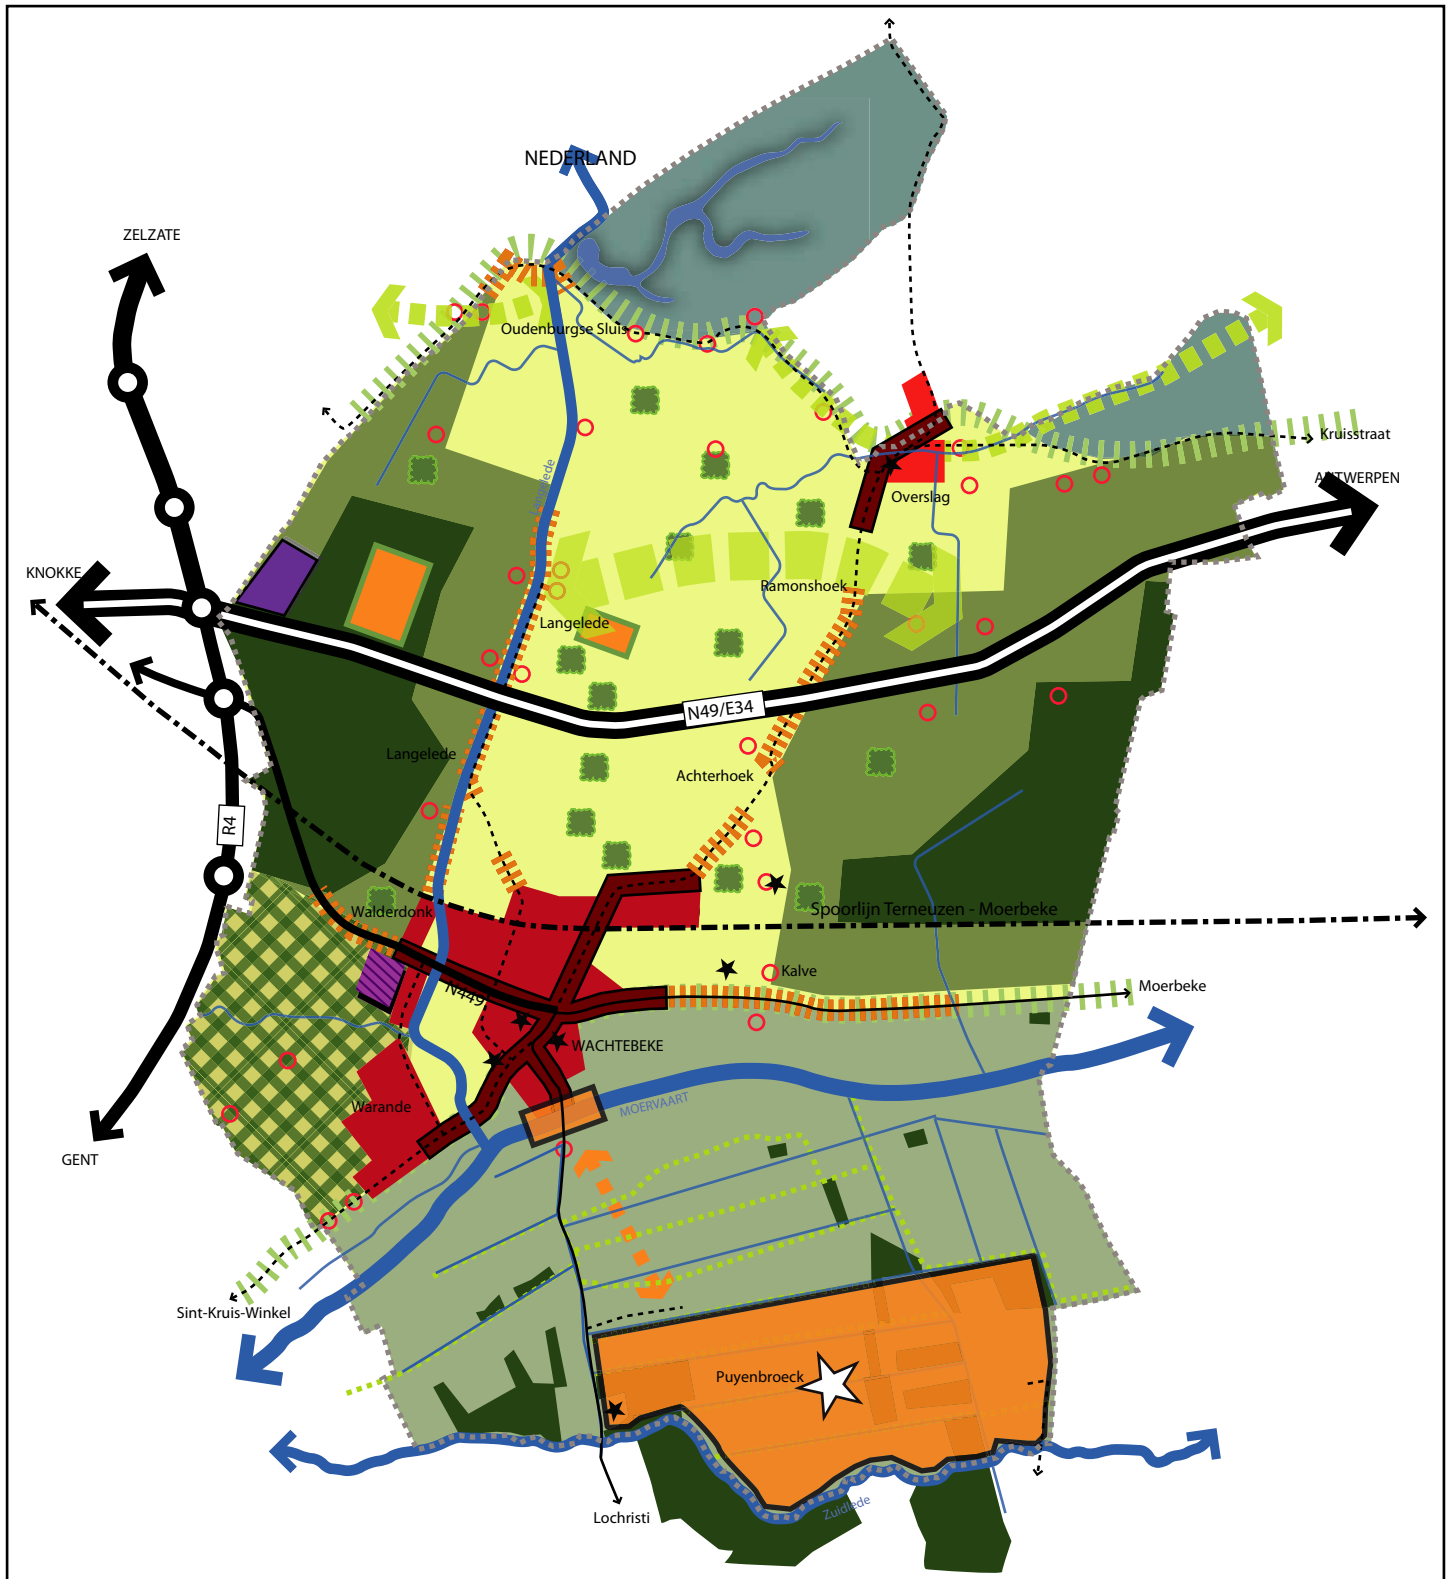 NEDERLAND
ZELZATE
Oudenburgse Sluis
Kruisstraat
ANTWERPEN
Langelede
Overslag
KNOKKE
Ramonshoek
Langelede
N49/E34
Langelede
Achterhoek
R4
Walderdonk
Spoorlijn Terneuzen - Moerbeke
Kalve
Moerbeke
N449
WACHTEBEKE
MOERVAART
Warande
GENT
Sint-Kruis-Winkel
Puyenbroeck
Zuidlede
Lochristi